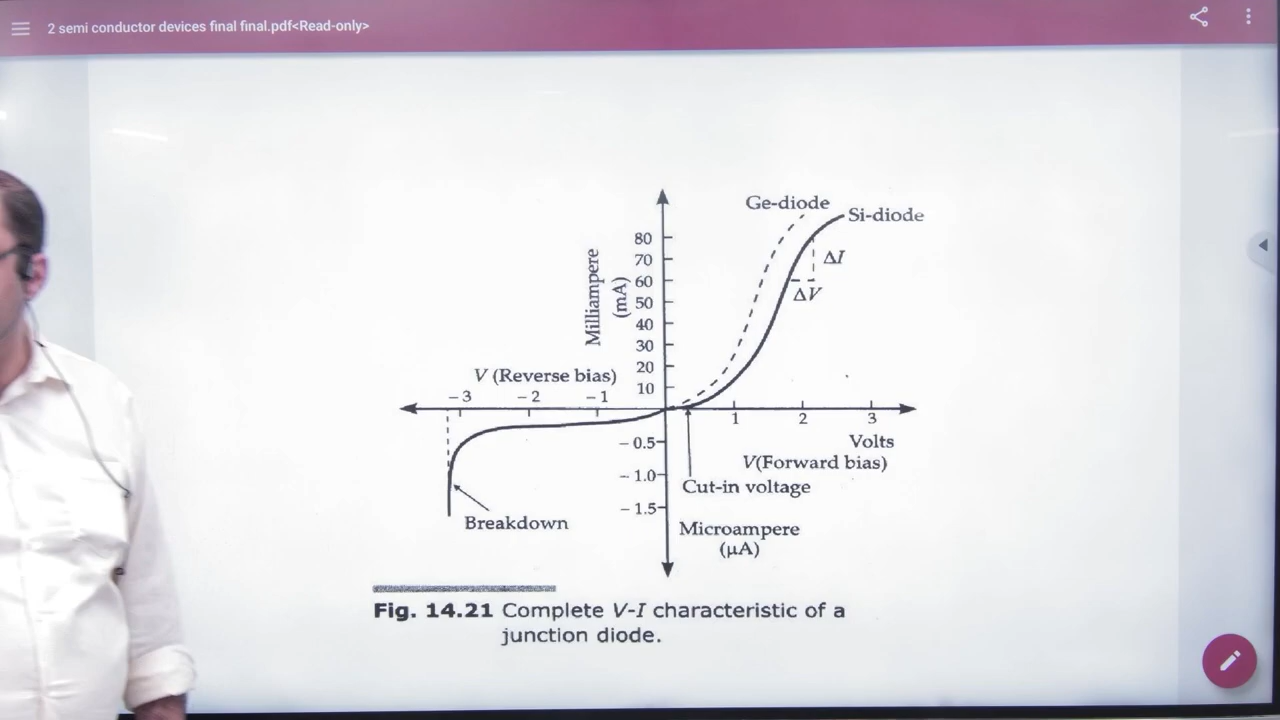 2 semi conductor devices final final.pdf<Read-only>
Ge-diode
Si-diode
Milliampere
(mA)
80
70
60
50
40
30
20
10
ΔI
ΔV
V (Reverse bias)
−3 −2 −1
1 2 3
Volts
V(Forward bias)
−0.5
−1.0
−1.5
Cut-in voltage
Breakdown
Microampere
(μA)
Fig. 14.21 Complete V-I characteristic of a
junction diode.